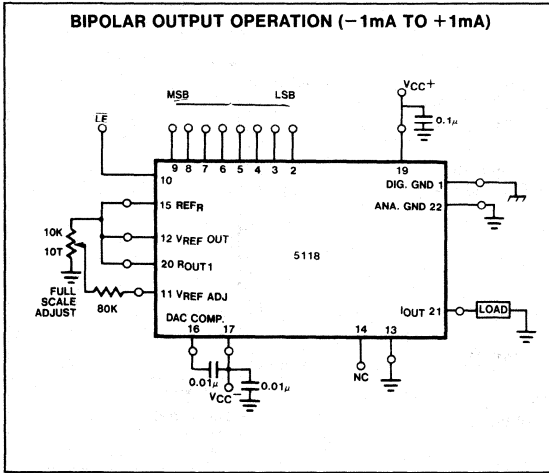 BIPOLAR OUTPUT OPERATION (−1mA TO +1mA)
MSB LSB
VCC+
LE
0.1µ
9 8 7 6 5 4 3 2
19
10
DIG. GND 1
15 REFR
ANA. GND 22
10K
10T
12 VREF OUT
5118
20 ROUT 1
FULL
SCALE
ADJUST
80K
11 VREF ADJ
IOUT 21
LOAD
DAC COMP.
16 17
14 13
0.01µ
0.01µ
VCC−
NC